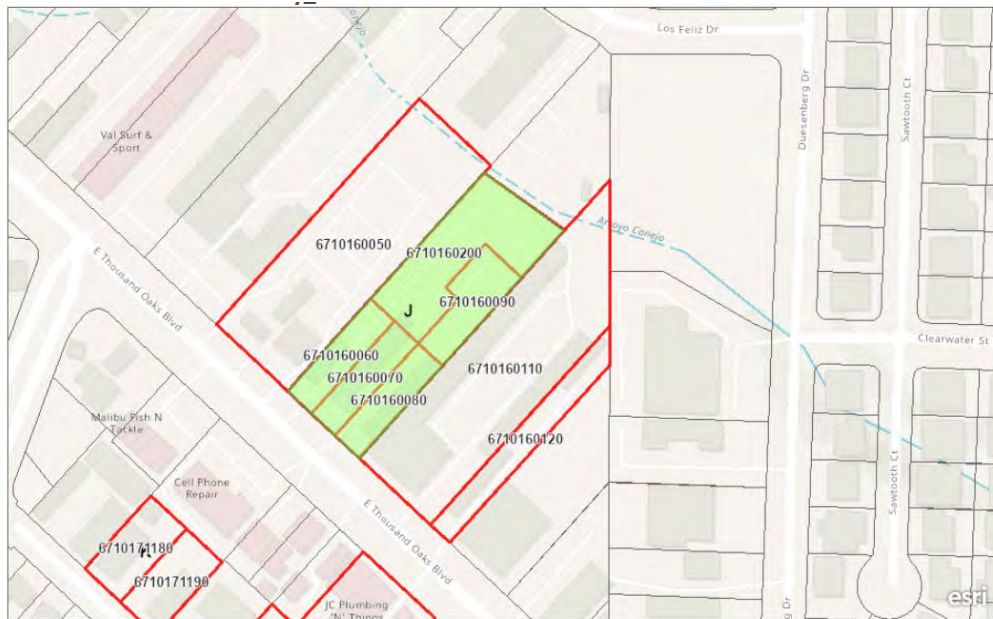 Conejo
Los Feliz Dr
Val Surf &
Sport
Duesenberg Dr
Sawtooth Ct
Arroyo Conejo
6710160050
6710160200
E Thousand Oaks Blvd
6710160090
J
Clearwater St
6710160060
6710160110
6710160070
6710160080
Malibu Fish N
Tackle
6710160120
Cell Phone
Repair
Sawtooth Ct
E Thousand Oaks Blvd
6710171180
6710171190
JC Plumbing
'N' Things
Dr
esri